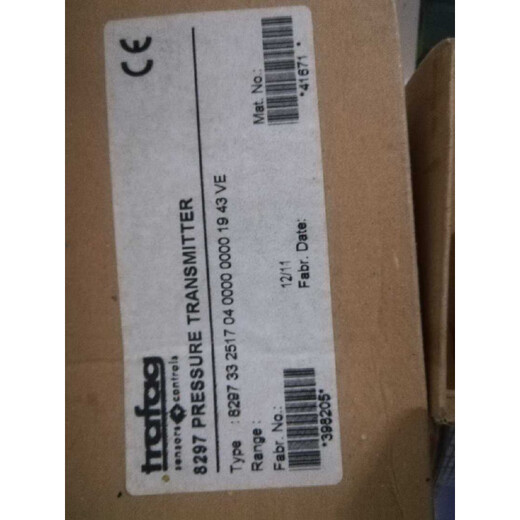 trafag
sensors controls
CE
8297 PRESSURE TRANSMITTER
Type : 8297 33 2517 04 0000 0000 19 43 VE
Range :
Mat. No.:
*41671*
Fabr. No.:
*398205*
12/11
Fabr. Date: